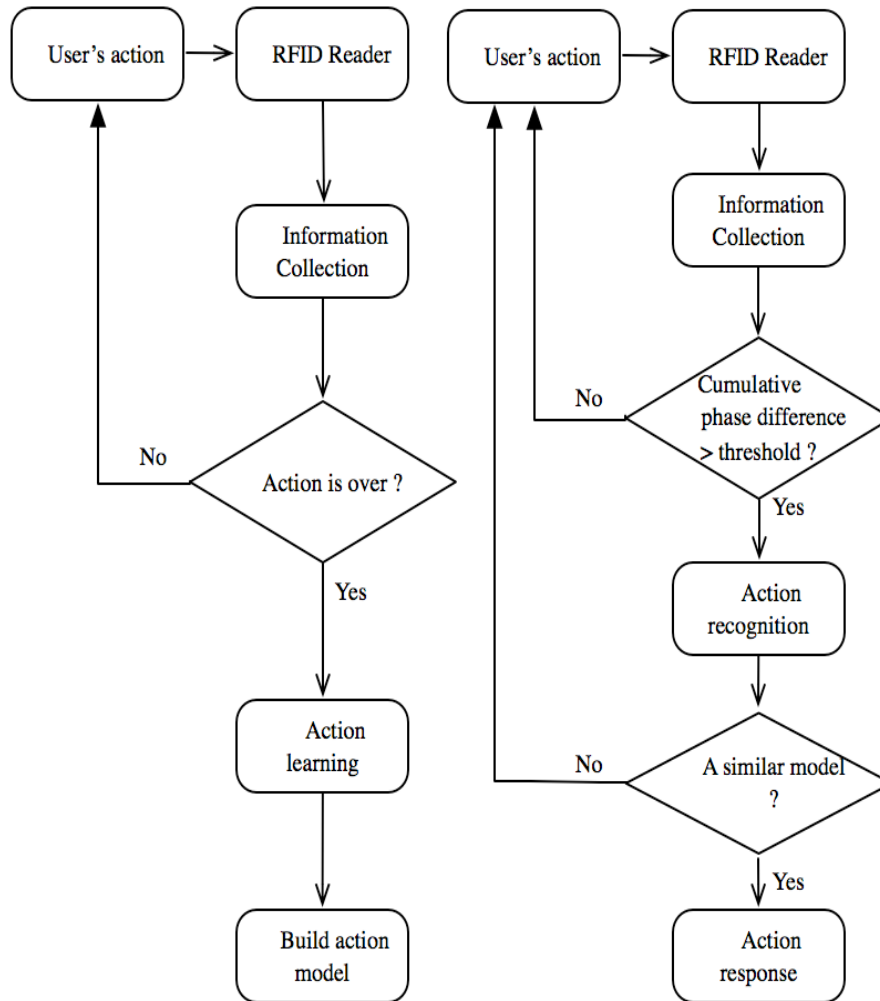 User's action
RFID Reader
Information
Collection
No
Action is over ?
Yes
Action
learning
Build action
model
User's action
RFID Reader
Information
Collection
No
Cumulative
phase difference
> threshold ?
Yes
Action
recognition
No
A similar model
?
Yes
Action
response